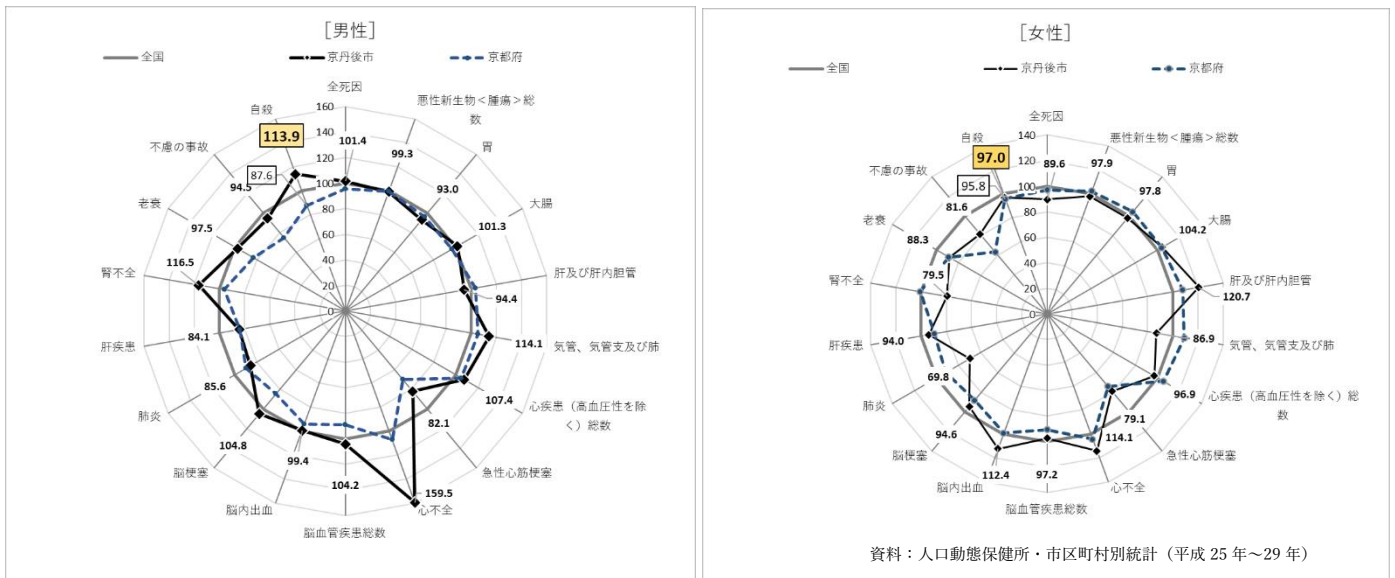 [男性]
全国
京丹後市
京都府
全死因
悪性新生物＜腫瘍＞総
数
胃
大腸
肝及び肝内胆管
気管、気管支及び肺
心疾患（高血圧性を除
く）総数
急性心筋梗塞
心不全
脳血管疾患総数
脳内出血
脳梗塞
肺炎
肝疾患
腎不全
老衰
不慮の事故
自殺
160
140
120
100
80
60
40
20
0
101.4
99.3
93.0
101.3
94.4
114.1
107.4
82.1
159.5
104.2
99.4
104.8
85.6
84.1
116.5
97.5
94.5
113.9
87.6
[女性]
全国
京丹後市
京都府
全死因
悪性新生物＜腫瘍＞総数
胃
大腸
肝及び肝内胆管
気管、気管支及び肺
心疾患（高血圧性を除く）総
数
急性心筋梗塞
心不全
脳血管疾患総数
脳内出血
脳梗塞
肺炎
肝疾患
腎不全
老衰
不慮の事故
自殺
140
120
100
80
60
40
20
0
89.6
97.9
97.8
104.2
120.7
86.9
96.9
79.1
114.1
97.2
112.4
94.6
69.8
94.0
79.5
88.3
81.6
97.0
95.8
資料：人口動態保健所・市区町村別統計（平成 25 年～29 年）